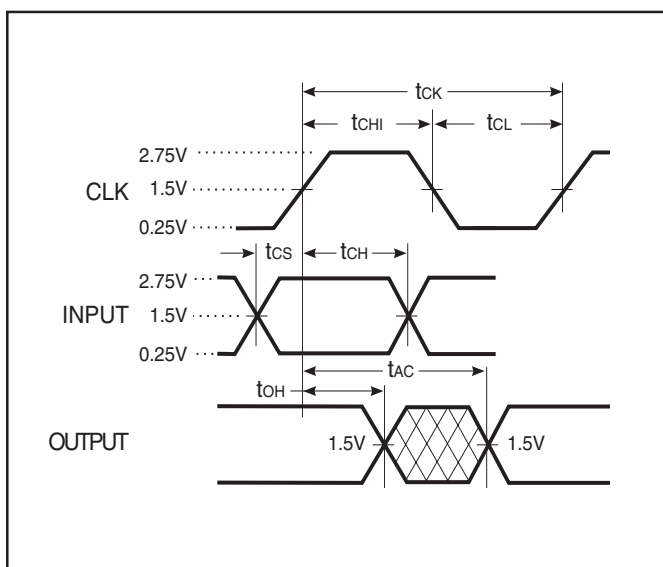 tCK
tCHI tCL
2.75V
CLK 1.5V
0.25V
tCS tCH
2.75V
INPUT 1.5V
0.25V
tAC
tOH
OUTPUT 1.5V 1.5V